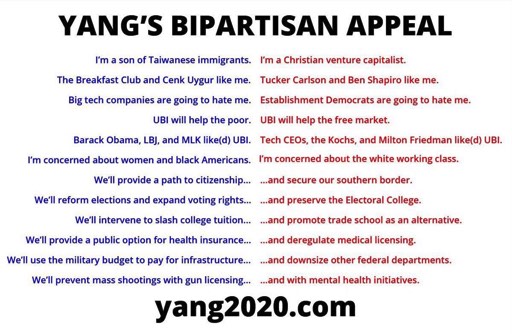 YANG'S BIPARTISAN APPEAL
I'm a son of Taiwanese immigrants. I'm a Christian venture capitalist.
The Breakfast Club and Cenk Uygur like me. Tucker Carlson and Ben Shapiro like me.
Big tech companies are going to hate me. Establishment Democrats are going to hate me.
UBI will help the poor. UBI will help the free market.
Barack Obama, LBJ, and MLK like(d) UBI. Tech CEOs, the Kochs, and Milton Friedman like(d) UBI.
I'm concerned about women and black Americans. I'm concerned about the white working class.
We'll provide a path to citizenship... ...and secure our southern border.
We'll reform elections and expand voting rights... ...and preserve the Electoral College.
We'll intervene to slash college tuition... ...and promote trade school as an alternative.
We'll provide a public option for health insurance... ...and deregulate medical licensing.
We'll use the military budget to pay for infrastructure... ...and downsize other federal departments.
We'll prevent mass shootings with gun licensing... ...and with mental health initiatives.
yang2020.com